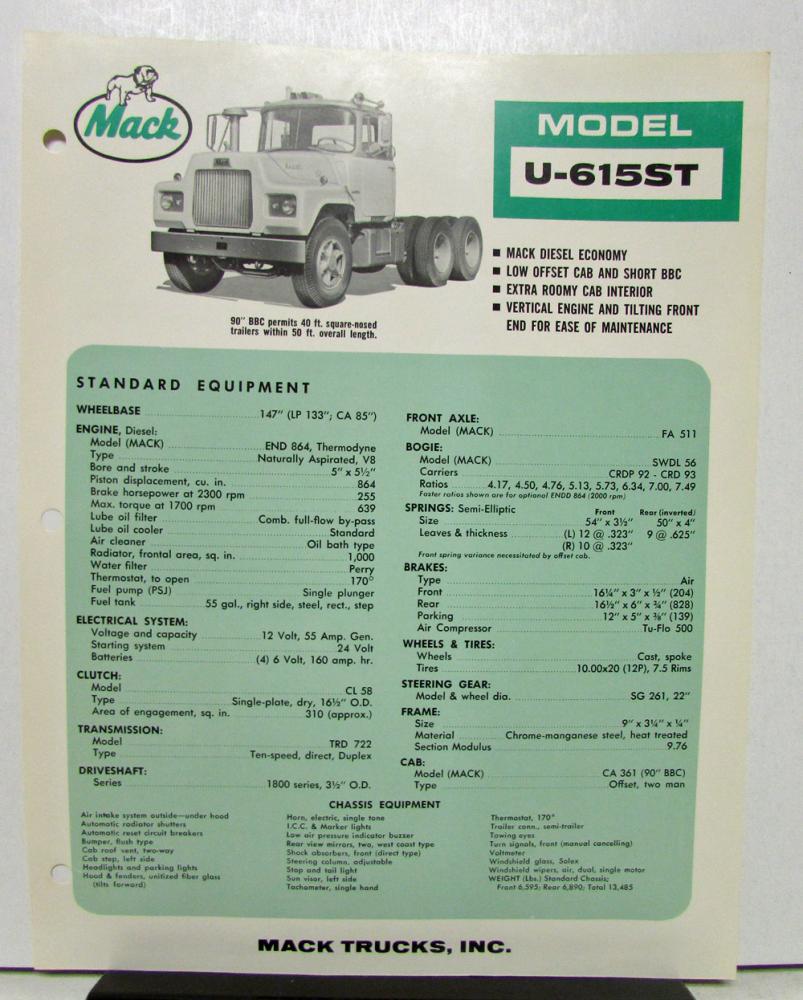 Mack
MODEL
U-615ST
■ MACK DIESEL ECONOMY
■ LOW OFFSET CAB AND SHORT BBC
■ EXTRA ROOMY CAB INTERIOR
■ VERTICAL ENGINE AND TILTING FRONT
END FOR EASE OF MAINTENANCE
90" BBC permits 40 ft. square-nosed
trailers within 50 ft. overall length.
STANDARD EQUIPMENT
WHEELBASE 147" (LP 133"; CA 85")
ENGINE, Diesel:
Model (MACK) END 864, Thermodyne
Type Naturally Aspirated, V8
Bore and stroke 5" x 5½"
Piston displacement, cu. in. 864
Brake horsepower at 2300 rpm 255
Max. torque at 1700 rpm 639
Lube oil filter Comb. full-flow by-pass
Lube oil cooler Standard
Air cleaner Oil bath type
Radiator, frontal area, sq. in. 1,000
Water filter Perry
Thermostat, to open 170°
Fuel pump (PSJ) Single plunger
Fuel tank 55 gal., right side, steel, rect., step
ELECTRICAL SYSTEM:
Voltage and capacity 12 Volt, 55 Amp. Gen.
Starting system 24 Volt
Batteries (4) 6 Volt, 160 amp. hr.
CLUTCH:
Model CL 58
Type Single-plate, dry, 16½" O.D.
Area of engagement, sq. in. 310 (approx.)
TRANSMISSION:
Model TRD 722
Type Ten-speed, direct, Duplex
DRIVESHAFT:
Series 1800 series, 3½" O.D.
FRONT AXLE:
Model (MACK) FA 511
BOGIE:
Model (MACK) SWDL 56
Carriers CRDP 92 - CRD 93
Ratios 4.17, 4.50, 4.76, 5.13, 5.73, 6.34, 7.00, 7.49
Faster ratios shown are for optional ENDD 864 (2000 rpm)
SPRINGS: Semi-Elliptic Front Rear (inverted)
Size 54" x 3½" 50" x 4"
Leaves & thickness (L) 12 @ .323" 9 @ .625"
(R) 10 @ .323"
Front spring variance necessitated by offset cab.
BRAKES:
Type Air
Front 16¼" x 3" x ½" (204)
Rear 16½" x 6" x ¾" (828)
Parking 12" x 5" x ⅜" (139)
Air Compressor Tu-Flo 500
WHEELS & TIRES:
Wheels Cast, spoke
Tires 10.00x20 (12P), 7.5 Rims
STEERING GEAR:
Model & wheel dia. SG 261, 22"
FRAME:
Size 9" x 3¼" x ¼"
Material Chrome-manganese steel, heat treated
Section Modulus 9.76
CAB:
Model (MACK) CA 361 (90" BBC)
Type Offset, two man
CHASSIS EQUIPMENT
Air intake system outside—under hood
Automatic radiator shutters
Automatic reset circuit breakers
Bumper, flush type
Cab roof vent, two-way
Cab step, left side
Headlights and parking lights
Hood & fenders, unitized fiber glass
(tilts forward)
Horn, electric, single tone
I.C.C. & Marker lights
Low air pressure indicator buzzer
Rear view mirrors, two, west coast type
Shock absorbers, front (direct type)
Steering column, adjustable
Stop and tail light
Sun visor, left side
Tachometer, single hand
Thermostat, 170°
Trailer conn., semi-trailer
Towing eyes
Turn signals, front (manual cancelling)
Voltmeter
Windshield glass, Solex
Windshield wipers, air, dual, single motor
WEIGHT (Lbs.) Standard Chassis;
Front 6,595; Rear 6,890; Total 13,485
MACK TRUCKS, INC.